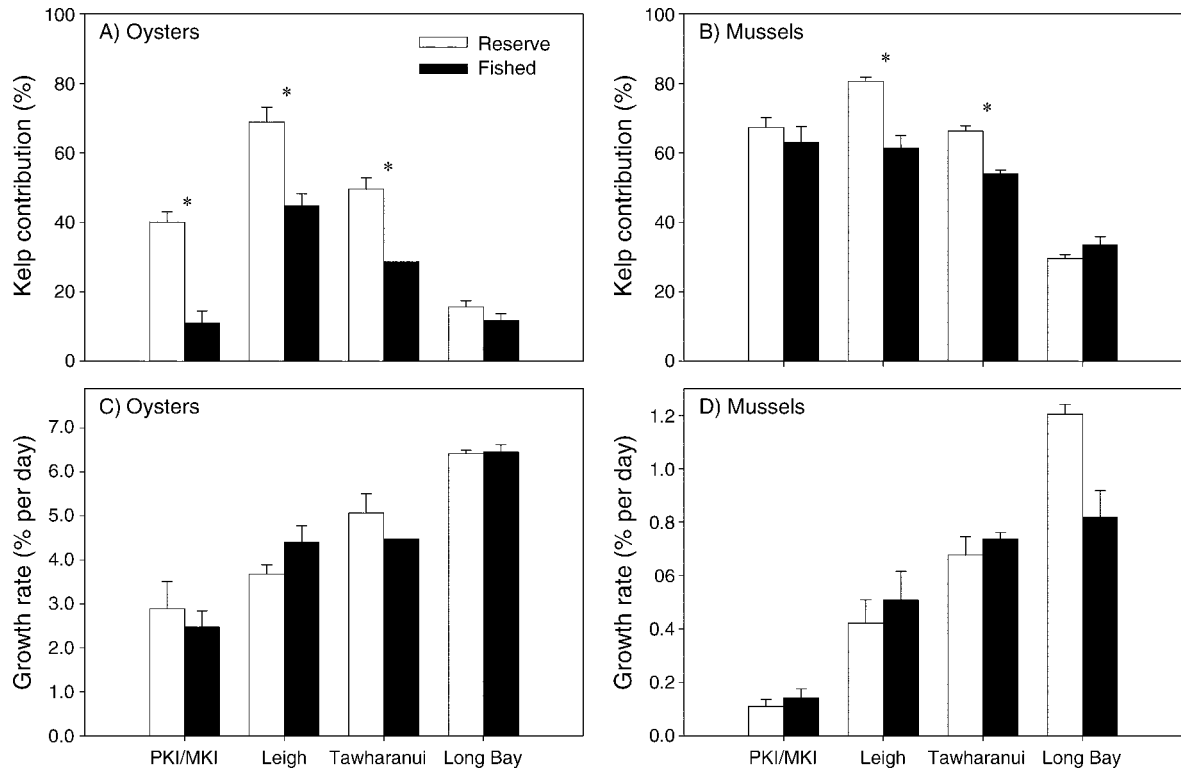 A) Oysters
Reserve
Fished
Kelp contribution (%)
100
80
60
40
20
0
*
*
*
B) Mussels
Kelp contribution (%)
100
80
60
40
20
0
*
*
C) Oysters
Growth rate (% per day)
7.0
6.0
5.0
4.0
3.0
2.0
1.0
0.0
PKI/MKI Leigh Tawharanui Long Bay
D) Mussels
Growth rate (% per day)
1.2
1.0
0.8
06
0.4
0.2
0.0
PKI/MKI Leigh Tawharanui Long Bay